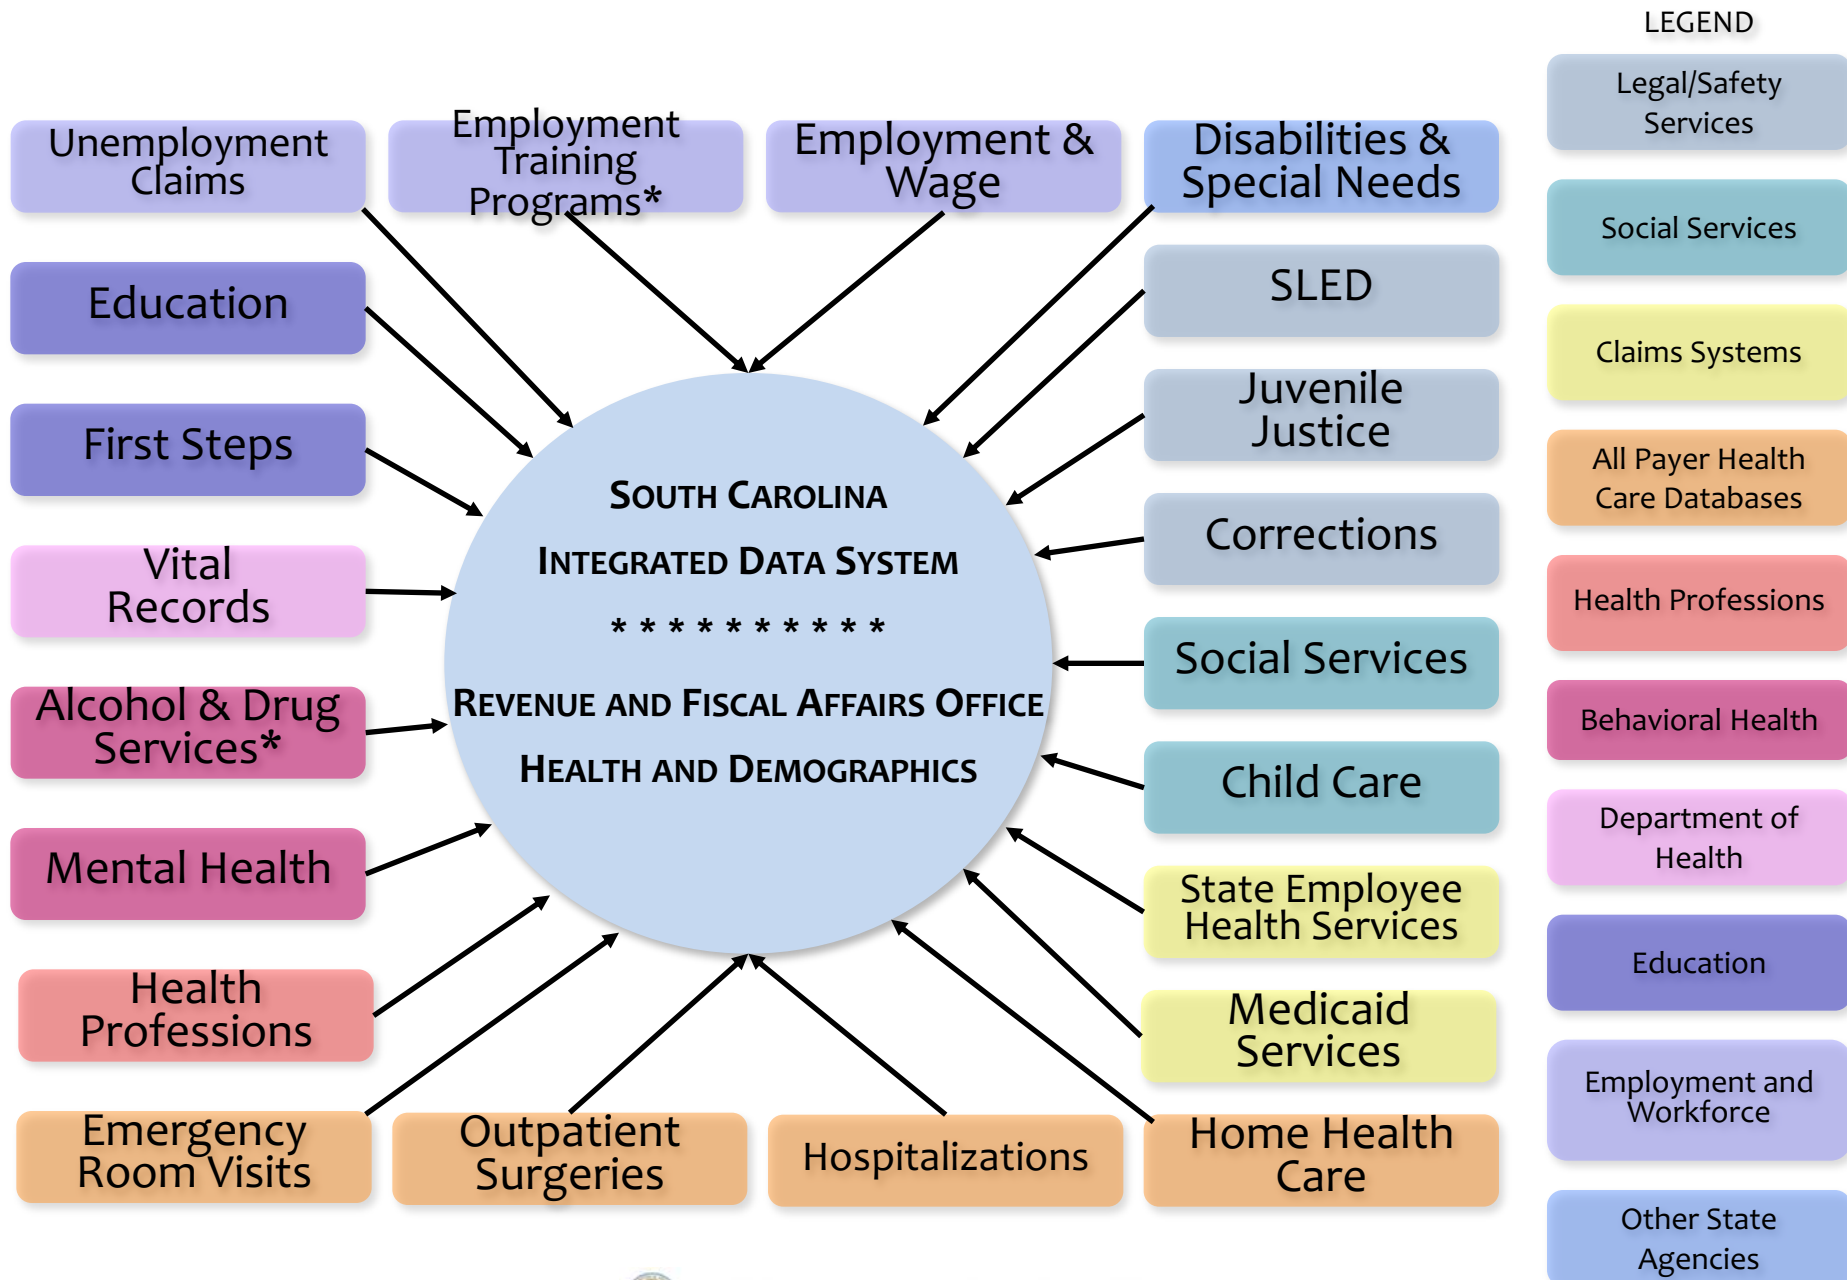 LEGEND
Unemployment
Claims
Employment
Training
Programs*
Employment &
Wage
Disabilities &
Special Needs
Education
First Steps
Vital
Records
Alcohol & Drug
Services*
Mental Health
Health
Professions
Emergency
Room Visits
Outpatient
Surgeries
Hospitalizations
Home Health
Care
SLED
Juvenile
Justice
Corrections
Social Services
Child Care
State Employee
Health Services
Medicaid
Services
SOUTH CAROLINA
INTEGRATED DATA SYSTEM
* * * * * * * * * *
REVENUE AND FISCAL AFFAIRS OFFICE
HEALTH AND DEMOGRAPHICS
Legal/Safety
Services
Social Services
Claims Systems
All Payer Health
Care Databases
Health Professions
Behavioral Health
Department of
Health
Education
Employment and
Workforce
Other State
Agencies